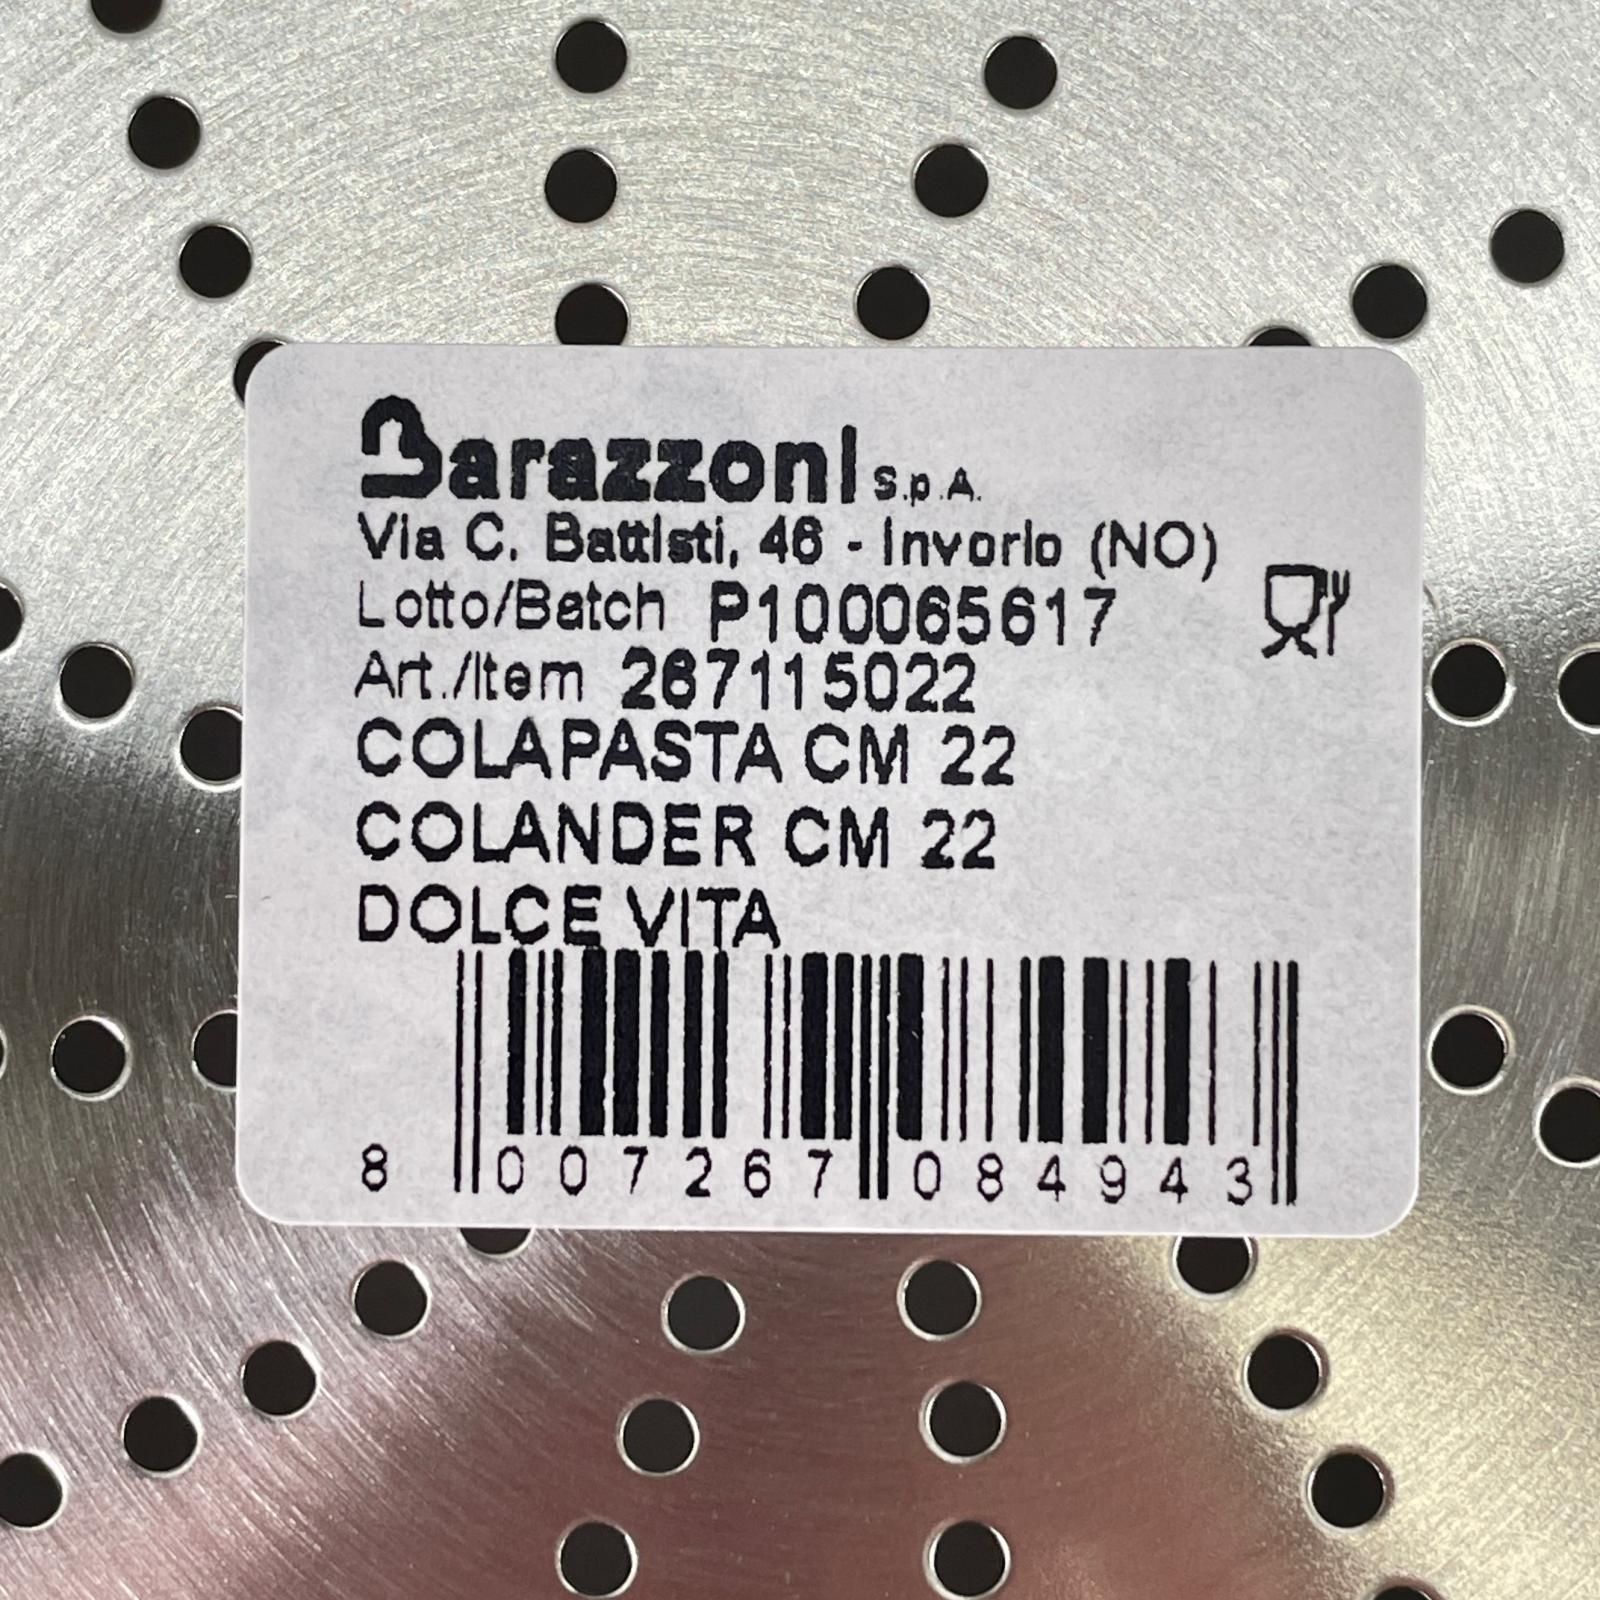 Barazzoni S.p.A.
Via C. Battisti, 46 - Invorio (NO)
Lotto/Batch P100065617
Art./Item 267115022
COLAPASTA CM 22
COLANDER CM 22
DOLCE VITA
8 007267 084943